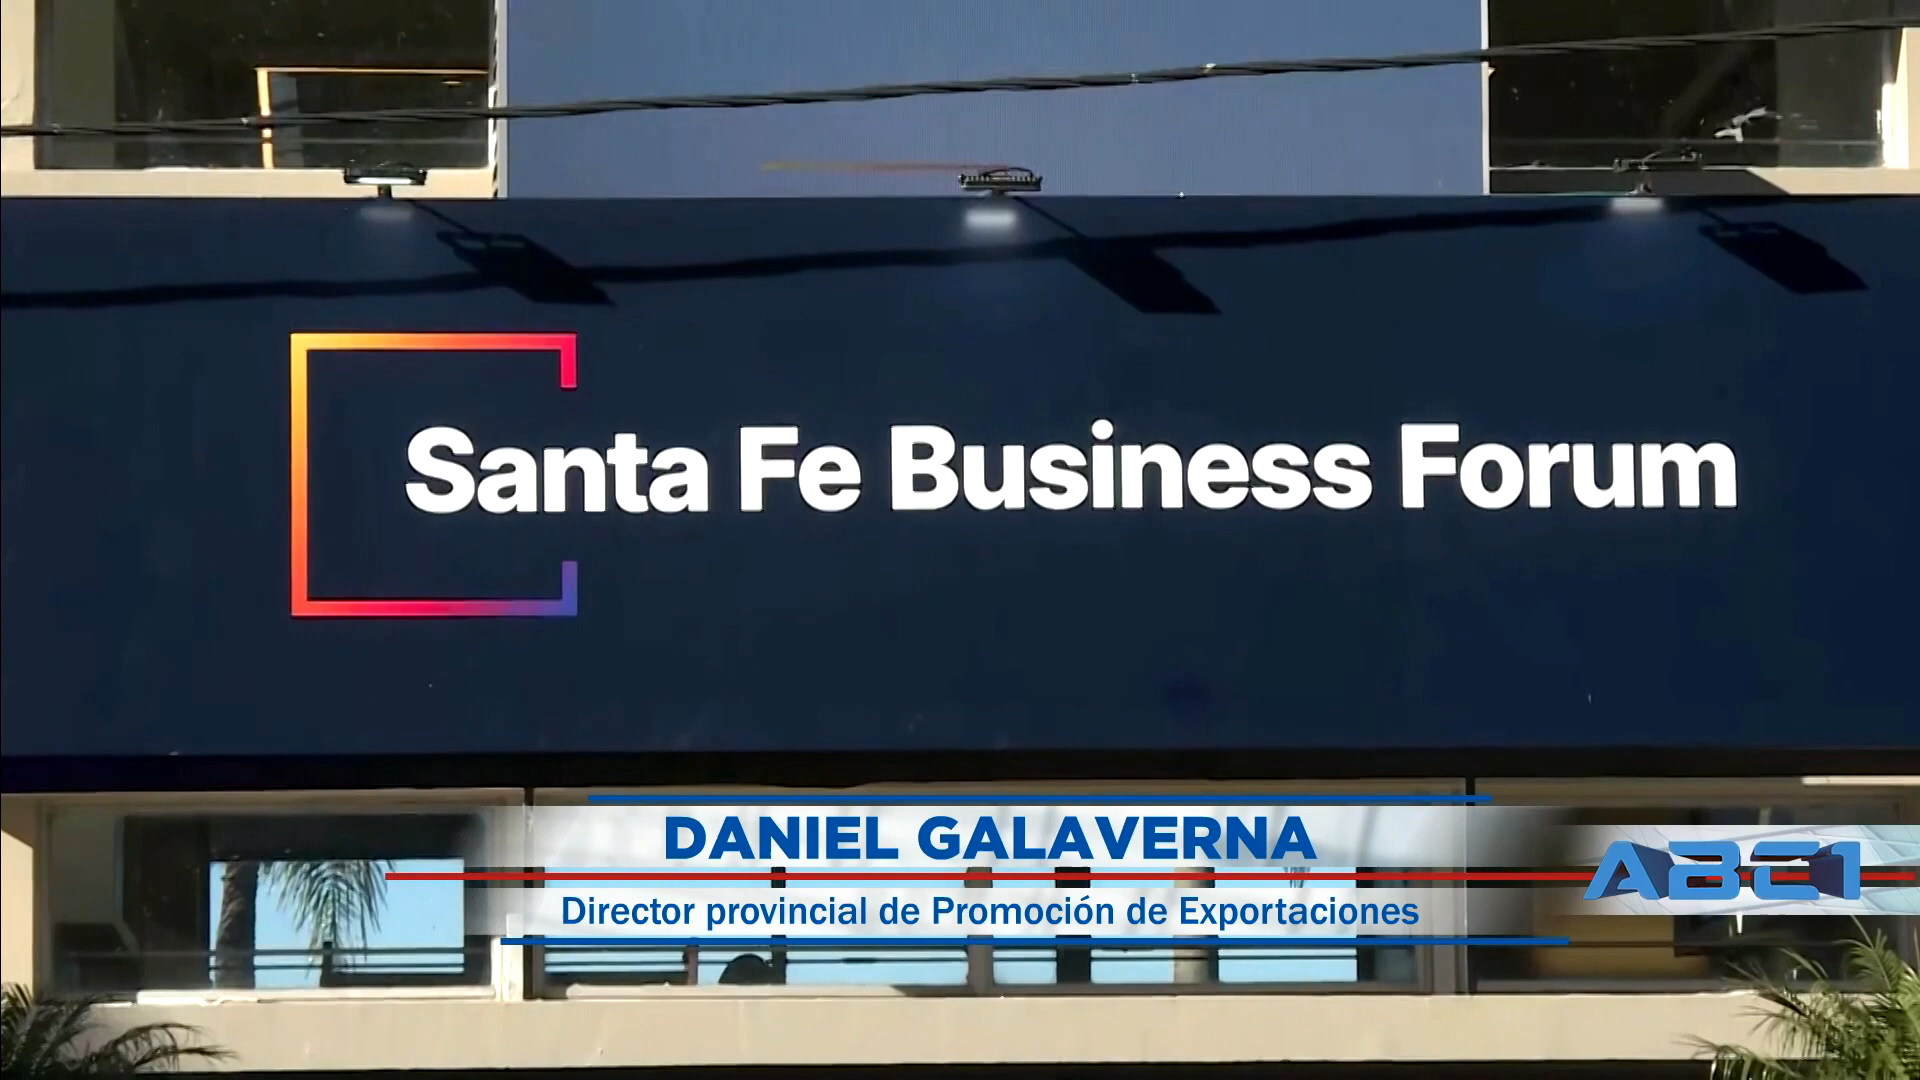 Santa Fe Business Forum
DANIEL GALAVERNA
Director provincial de Promoción de Exportaciones
ABC1